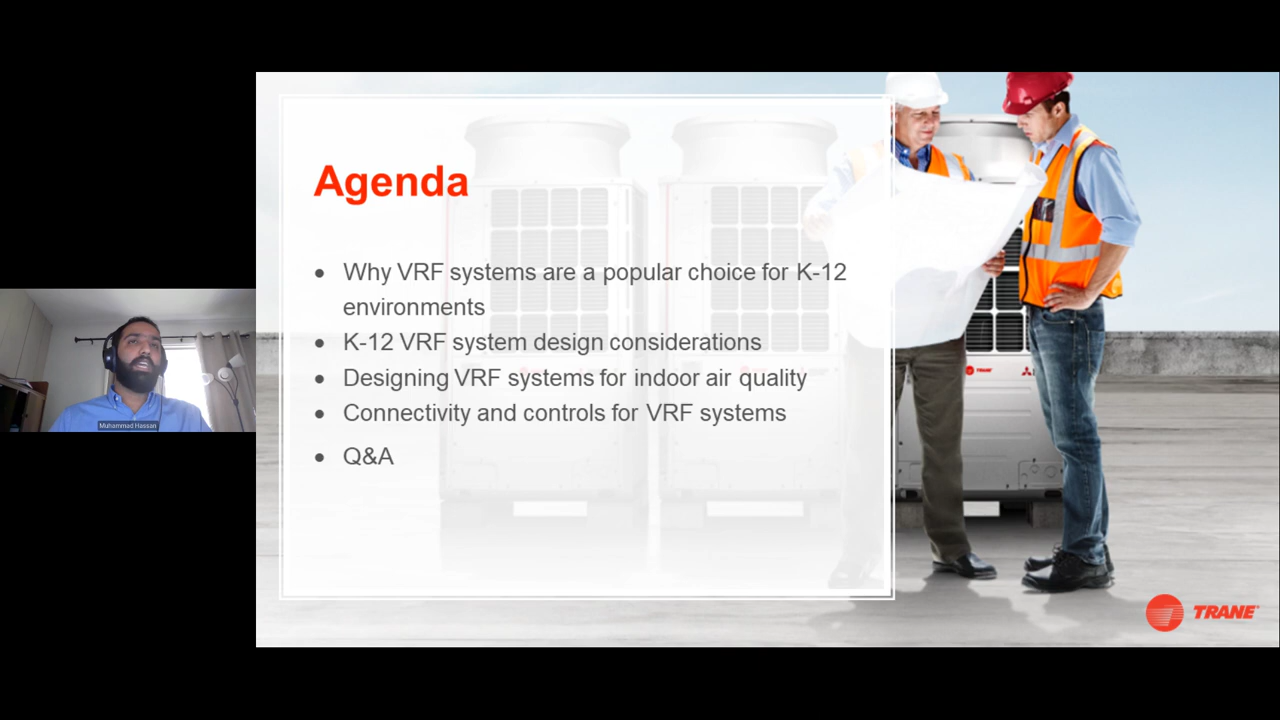 Agenda
• Why VRF systems are a popular choice for K-12
environments
• K-12 VRF system design considerations
• Designing VRF systems for indoor air quality
• Connectivity and controls for VRF systems
• Q&A
Muhammad Hassan
TRANE
TRANE